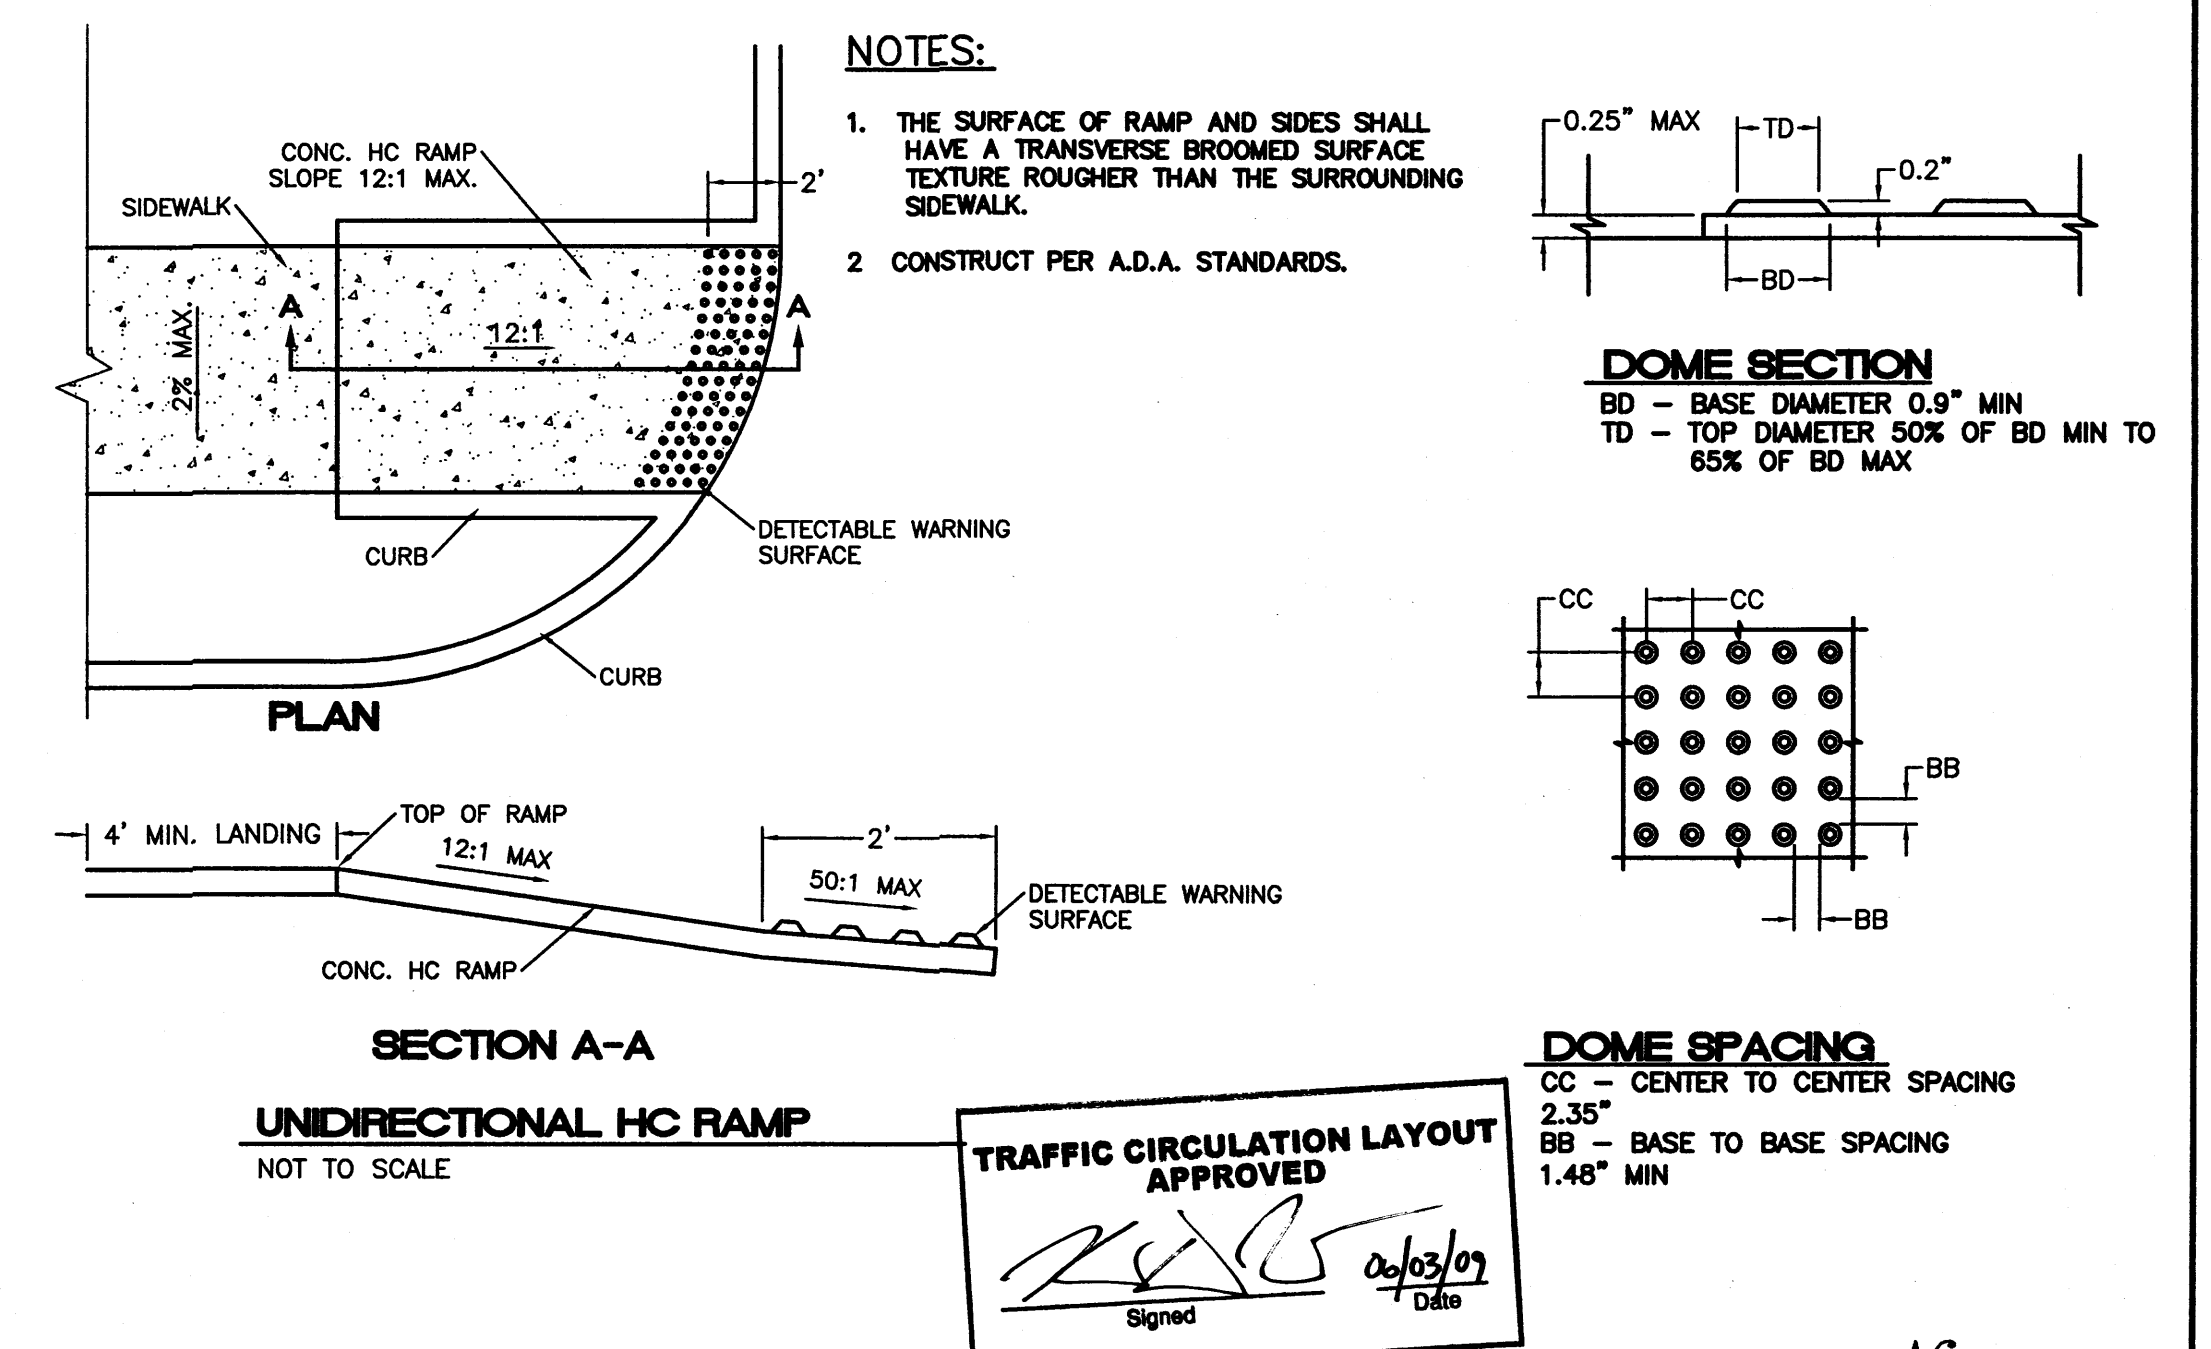 NOTES:
1. THE SURFACE OF RAMP AND SIDES SHALL
HAVE A TRANSVERSE BROOMED SURFACE
TEXTURE ROUGHER THAN THE SURROUNDING
SIDEWALK.
2 CONSTRUCT PER A.D.A. STANDARDS.
CONC. HC RAMP
SLOPE 12:1 MAX.
SIDEWALK
2'
A
A
12:1
2% MAX.
DETECTABLE WARNING
SURFACE
CURB
CURB
PLAN
4' MIN. LANDING
TOP OF RAMP
12:1 MAX
2'
50:1 MAX
DETECTABLE WARNING
SURFACE
CONC. HC RAMP
SECTION A-A
UNIDIRECTIONAL HC RAMP
NOT TO SCALE
0.25" MAX
TD
0.2"
BD
DOME SECTION
BD - BASE DIAMETER 0.9" MIN
TD - TOP DIAMETER 50% OF BD MIN TO
65% OF BD MAX
CC
CC
BB
BB
DOME SPACING
CC - CENTER TO CENTER SPACING
2.35"
BB - BASE TO BASE SPACING
1.48" MIN
TRAFFIC CIRCULATION LAYOUT
APPROVED
06/03/09
Signed
Date